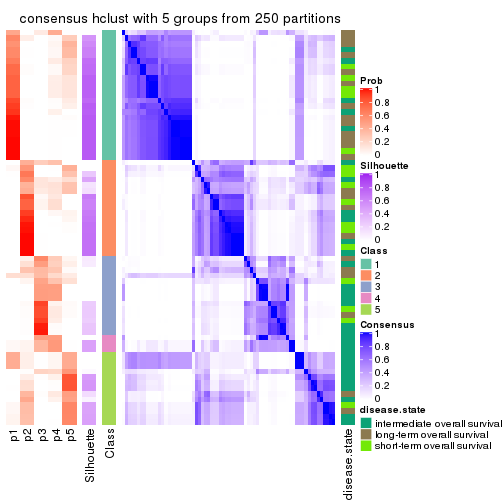 consensus hclust with 5 groups from 250 partitions
Prob
1
0.8
0.6
0.4
0.2
0
Silhouette
1
0.8
0.6
0.4
0.2
0
Class
1
2
3
4
5
Consensus
1
0.8
0.6
0.4
0.2
0
disease.state
intermediate overall survival
long-term overall survival
short-term overall survival
p1
p2
p3
p4
p5
Silhouette
Class
disease.state